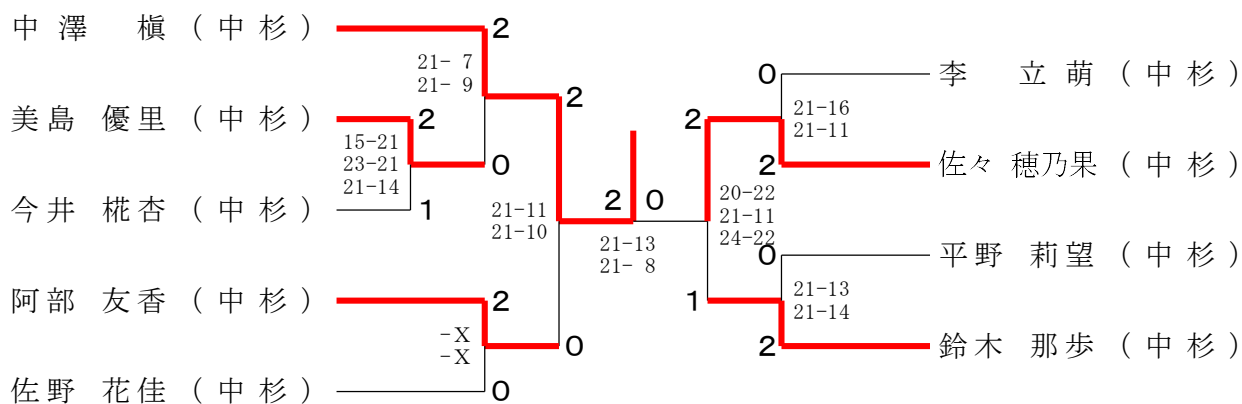 中澤 槇 (中杉)
2
21- 7
21- 9
2
美島 優里 (中杉)
2
15-21
23-21
21-14
0
今井 椛杏 (中杉)
1
21-11
21-10
阿部 友香 (中杉)
2
-X
-X
0
佐野 花佳 (中杉)
0
2 0
21-13
21- 8
0
李 立萌 (中杉)
21-16
21-11
2
2
佐々 穂乃果 (中杉)
20-22
21-11
24-22
0
平野 莉望 (中杉)
21-13
21-14
1
2
鈴木 那歩 (中杉)